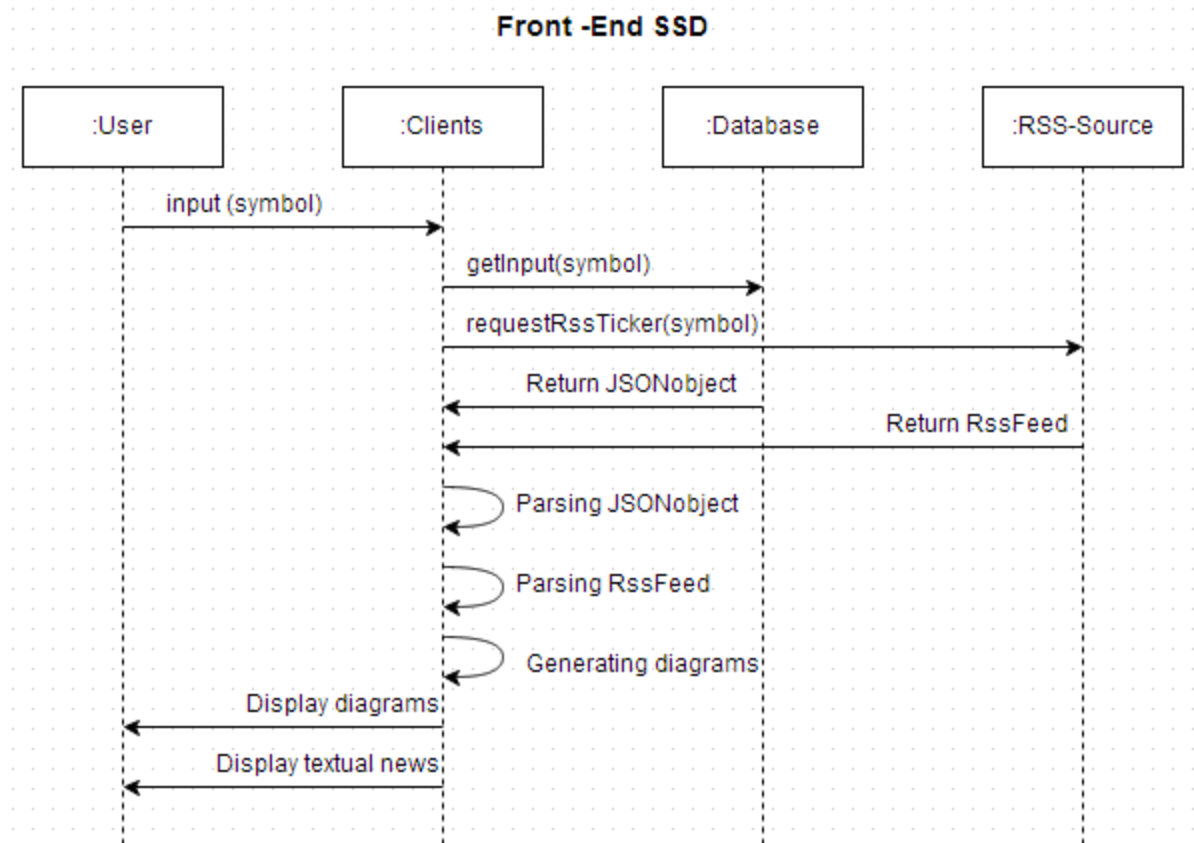 Front -End SSD
:User
:Clients
:Database
:RSS-Source
input (symbol)
getInput(symbol)
requestRssTicker(symbol)
Return JSONobject
Return RssFeed
Parsing JSONobject
Parsing RssFeed
Generating diagrams
Display diagrams
Display textual news